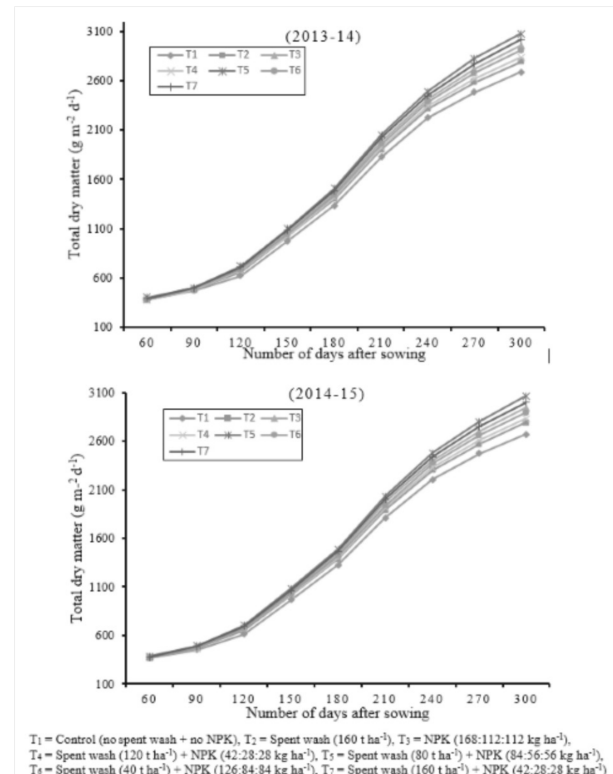 (2013-14)
T1 T2 T3
T4 T5 T6
T7
Total dry matter (g m⁻² d⁻¹)
3100
2600
2100
1600
1100
600
100
60 90 120 150 180 210 240 270 300
Number of days after sowing
(2014-15)
T1 T2 T3
T4 T5 T6
T7
Total dry matter (g m⁻² d⁻¹)
3100
2600
2100
1600
1100
600
100
60 90 120 150 180 210 240 270 300
Number of days after sowing
T₁ = Control (no spent wash + no NPK), T₂ = Spent wash (160 t ha⁻¹), T₃ = NPK (168:112:112 kg ha⁻¹),
T₄ = Spent wash (120 t ha⁻¹) + NPK (42:28:28 kg ha⁻¹), T₅ = Spent wash (80 t ha⁻¹) + NPK (84:56:56 kg ha⁻¹),
T₆ = Spent wash (40 t ha⁻¹) + NPK (126:84:84 kg ha⁻¹), T₇ = Spent wash (160 t ha⁻¹) + NPK (42:28:28 kg ha⁻¹)